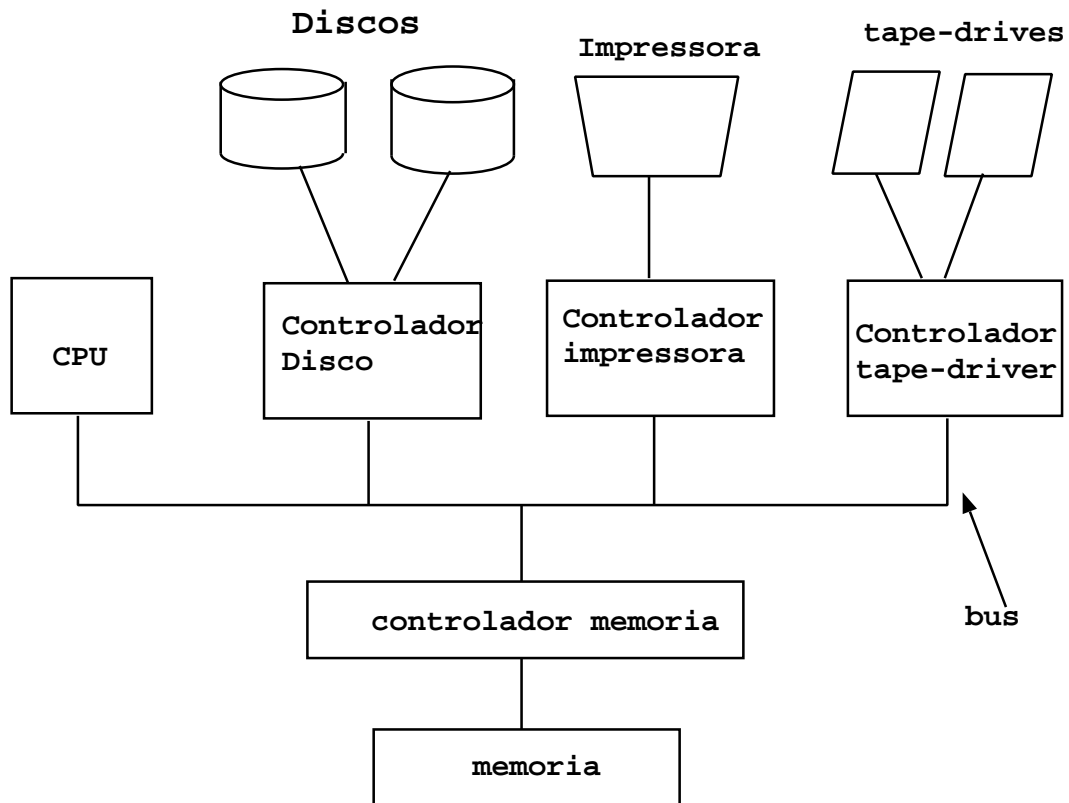 Discos
Impressora
tape-drives
CPU
Controlador
Disco
Controlador
impressora
Controlador
tape-driver
controlador memoria
bus
memoria